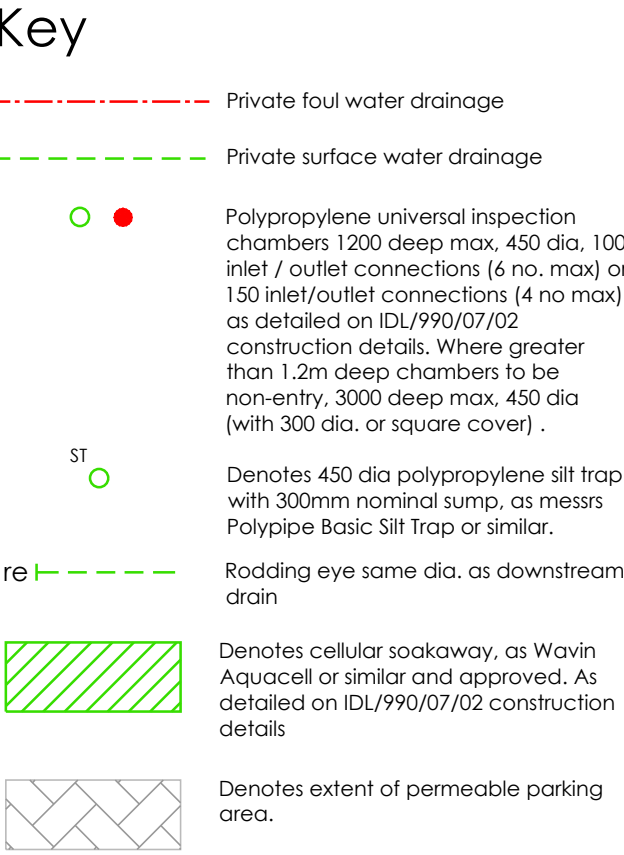 Key
Private foul water drainage
Private surface water drainage
Polypropylene universal inspection
chambers 1200 deep max, 450 dia, 100
inlet / outlet connections (6 no. max) or
150 inlet/outlet connections (4 no max)
as detailed on IDL/990/07/02
construction details. Where greater
than 1.2m deep chambers to be
non-entry, 3000 deep max, 450 dia
(with 300 dia. or square cover) .
ST
Denotes 450 dia polypropylene silt trap
with 300mm nominal sump, as messrs
Polypipe Basic Silt Trap or similar.
re
Rodding eye same dia. as downstream
drain
Denotes cellular soakaway, as Wavin
Aquacell or similar and approved. As
detailed on IDL/990/07/02 construction
details
Denotes extent of permeable parking
area.